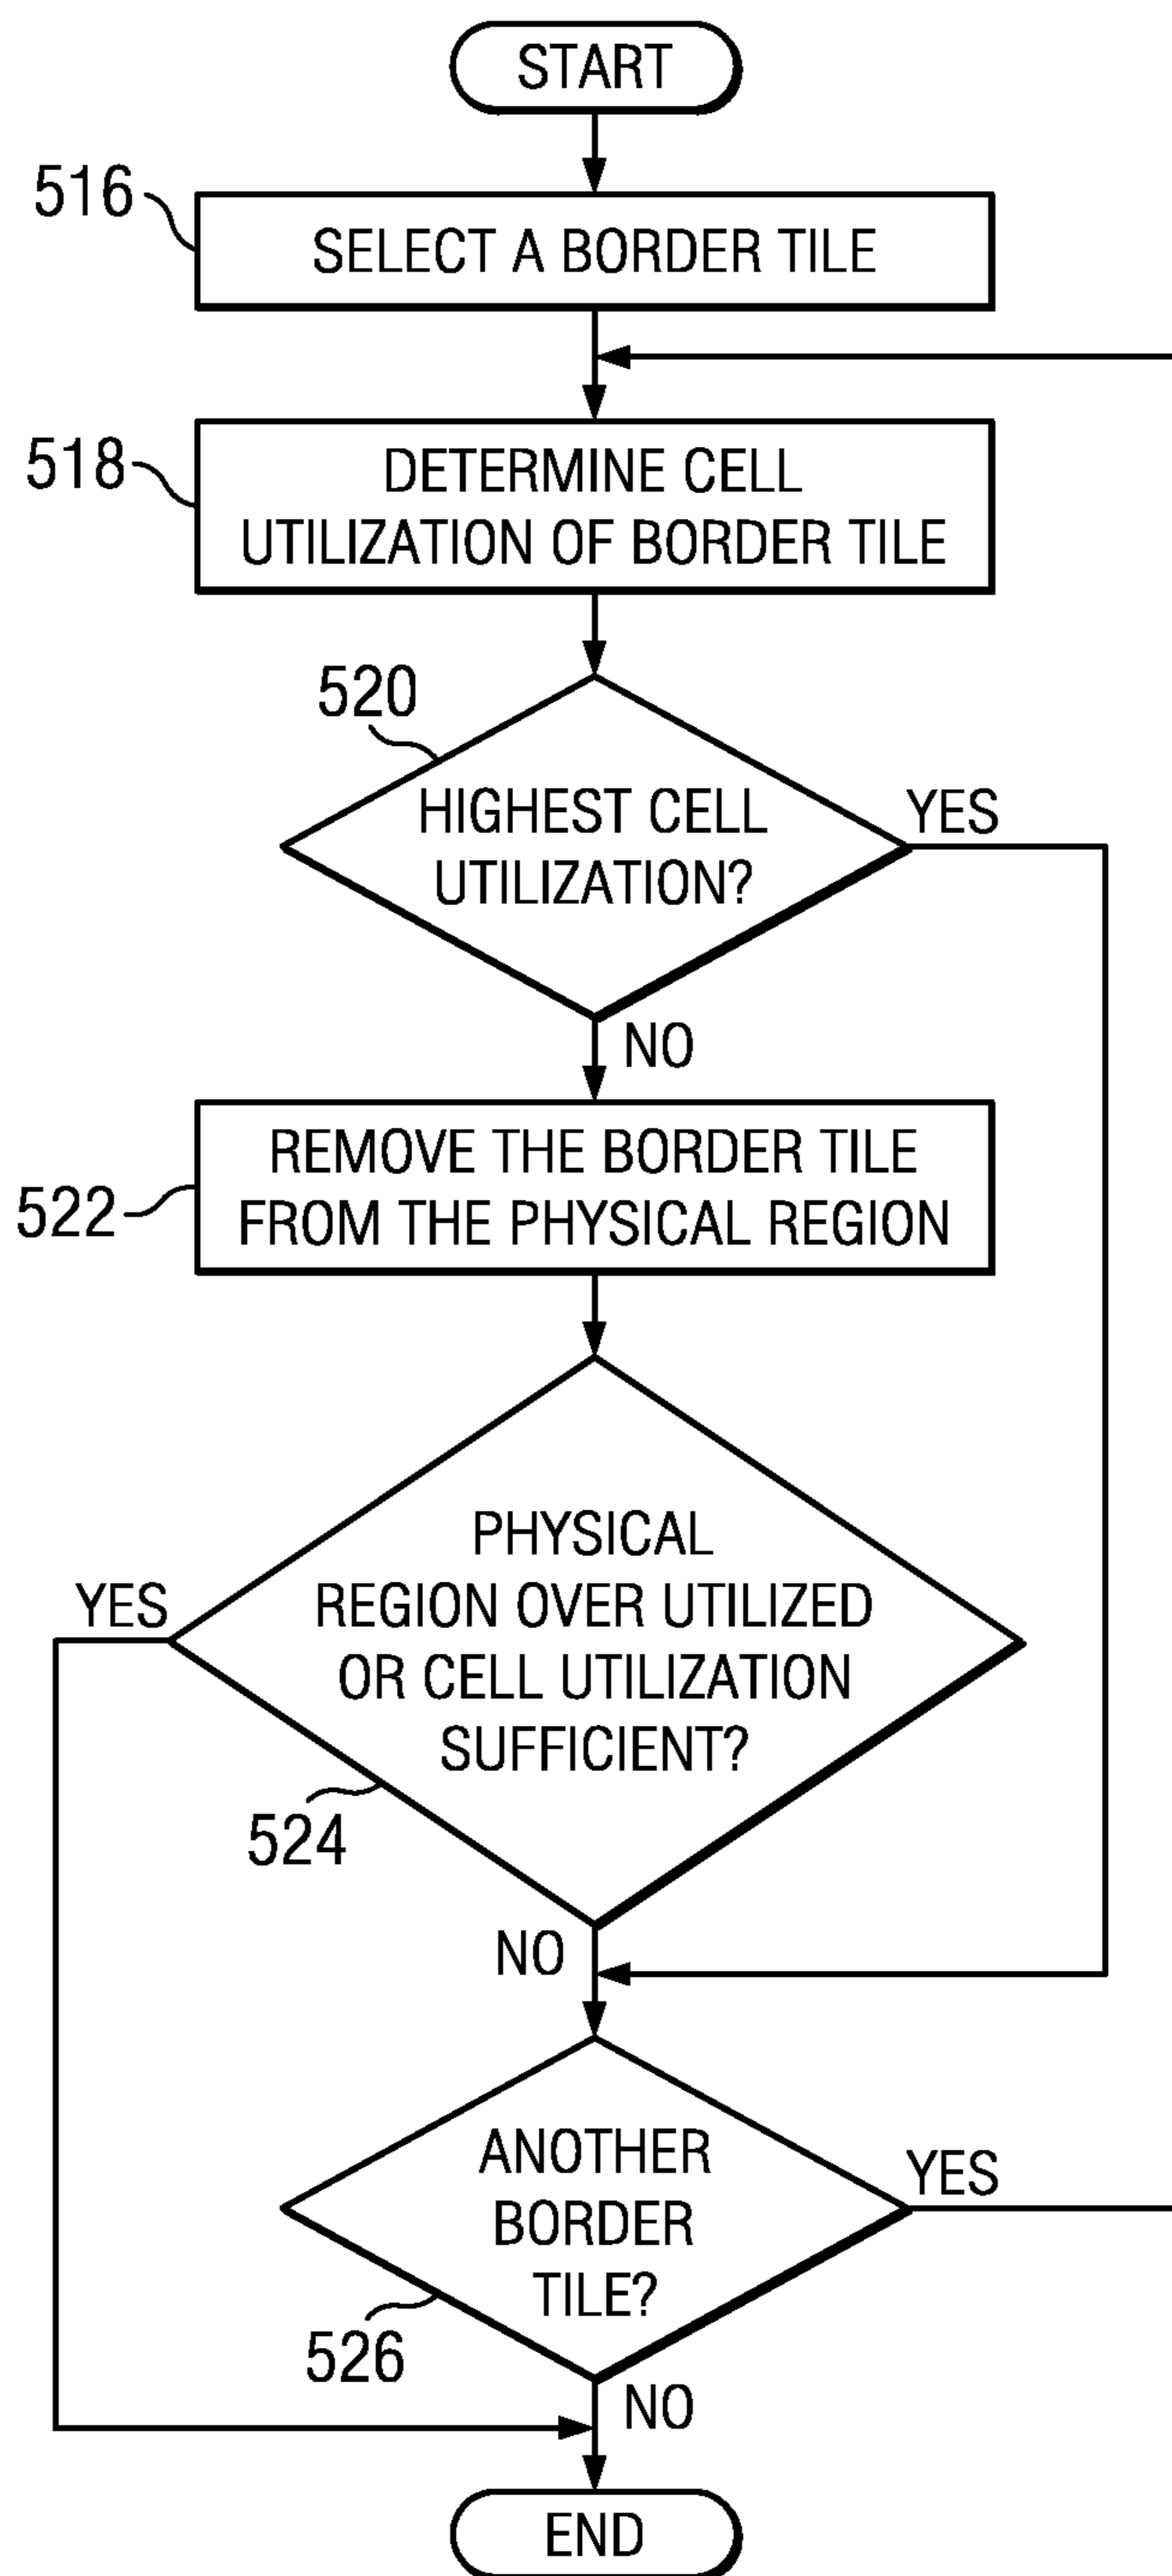 START
516
SELECT A BORDER TILE
518
DETERMINE CELL
UTILIZATION OF BORDER TILE
520
HIGHEST CELL
UTILIZATION?
YES
NO
522
REMOVE THE BORDER TILE
FROM THE PHYSICAL REGION
PHYSICAL
REGION OVER UTILIZED
OR CELL UTILIZATION
SUFFICIENT?
YES
524
NO
ANOTHER
BORDER
TILE?
YES
526
NO
END